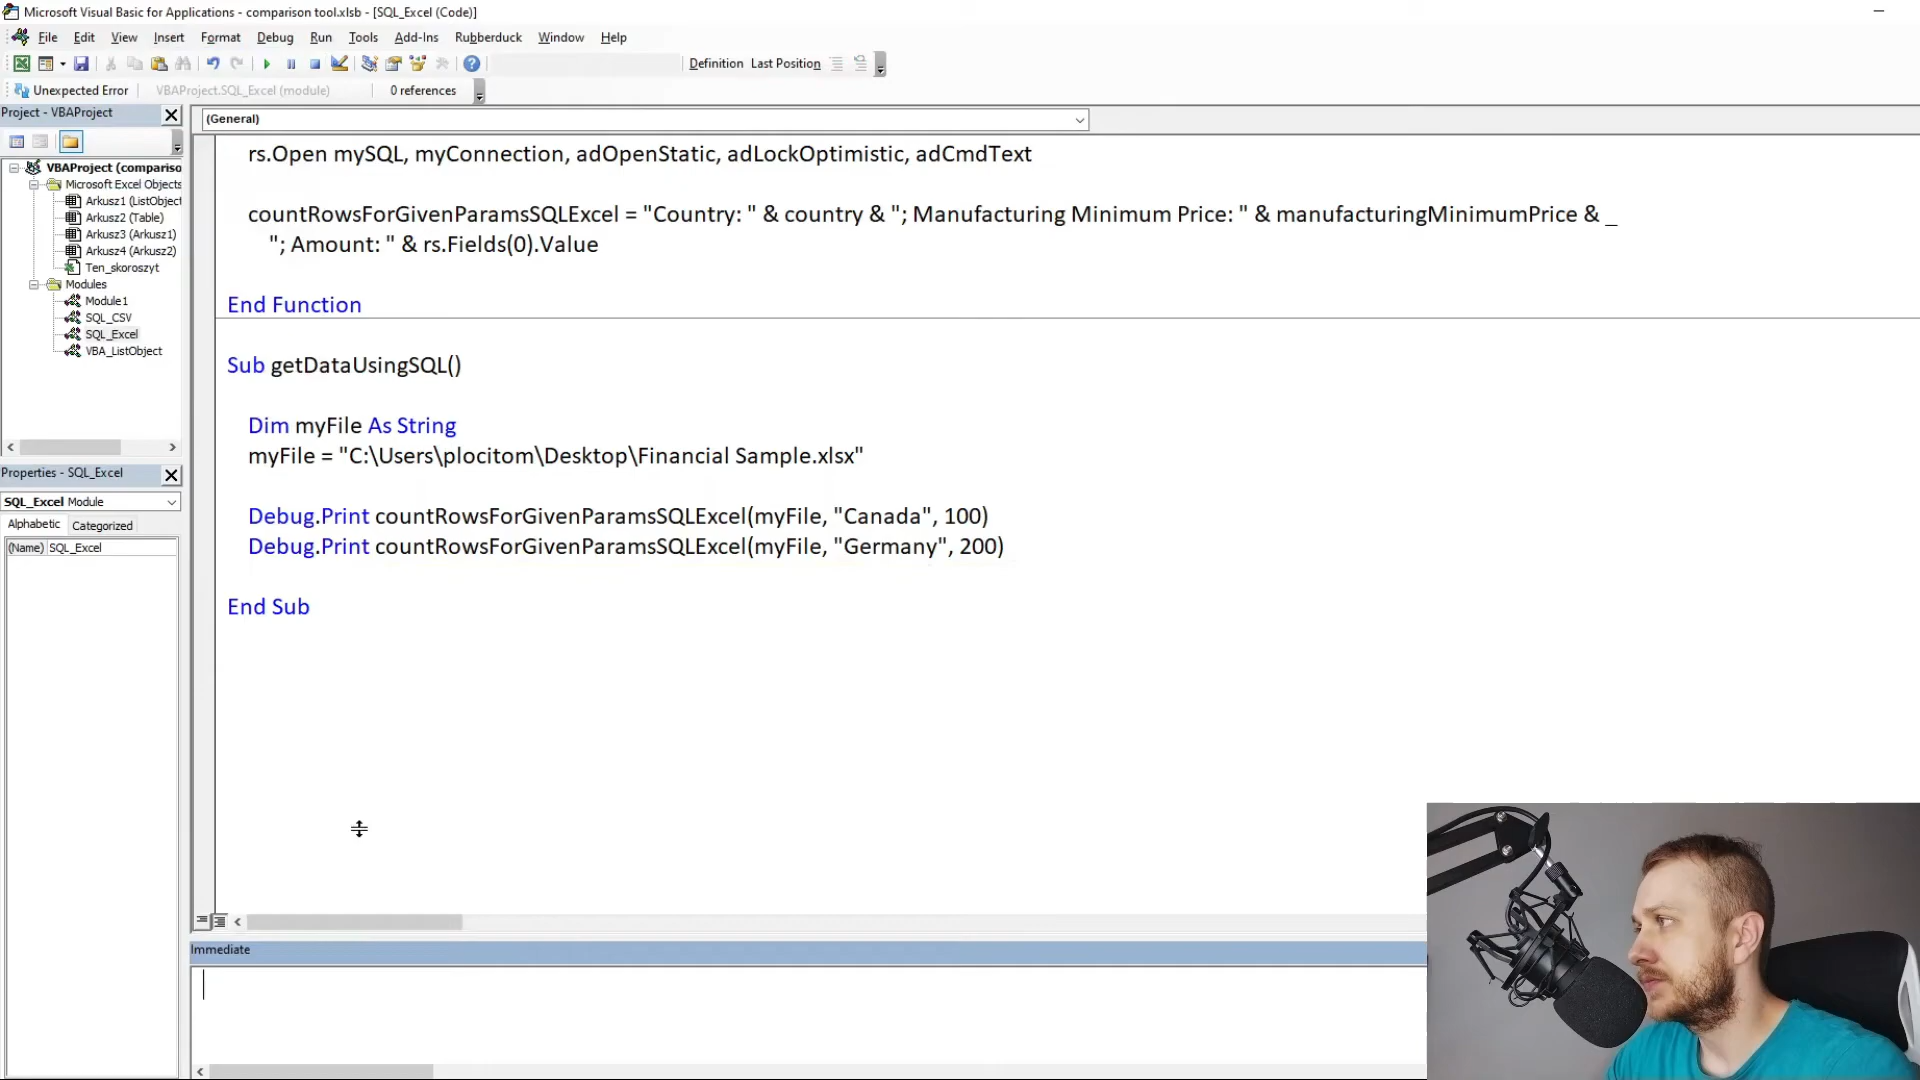 Microsoft Visual Basic for Applications - comparison tool.xlsb - [SQL_Excel (Code)]
File Edit View Insert Format Debug Run Tools Add-Ins Rubberduck Window Help
Definition Last Position
Unexpected Error VBAProject.SQL_Excel (module) 0 references
Project - VBAProject
(General)
VBAProject (compariso
Microsoft Excel Objects
Arkusz1 (ListObject
Arkusz2 (Table)
Arkusz3 (Arkusz1)
Arkusz4 (Arkusz2)
Ten_skoroszyt
Modules
Module1
SQL_CSV
SQL_Excel
VBA_ListObject
Properties - SQL_Excel
SQL_Excel Module
Alphabetic Categorized
(Name) SQL_Excel
rs.Open mySQL, myConnection, adOpenStatic, adLockOptimistic, adCmdText
countRowsForGivenParamsSQLExcel = "Country: " & country & "; Manufacturing Minimum Price: " & manufacturingMinimumPrice & _
"; Amount: " & rs.Fields(0).Value
End Function
Sub getDataUsingSQL()
Dim myFile As String
myFile = "C:\Users\plocitom\Desktop\Financial Sample.xlsx"
Debug.Print countRowsForGivenParamsSQLExcel(myFile, "Canada", 100)
Debug.Print countRowsForGivenParamsSQLExcel(myFile, "Germany", 200)
End Sub
Immediate